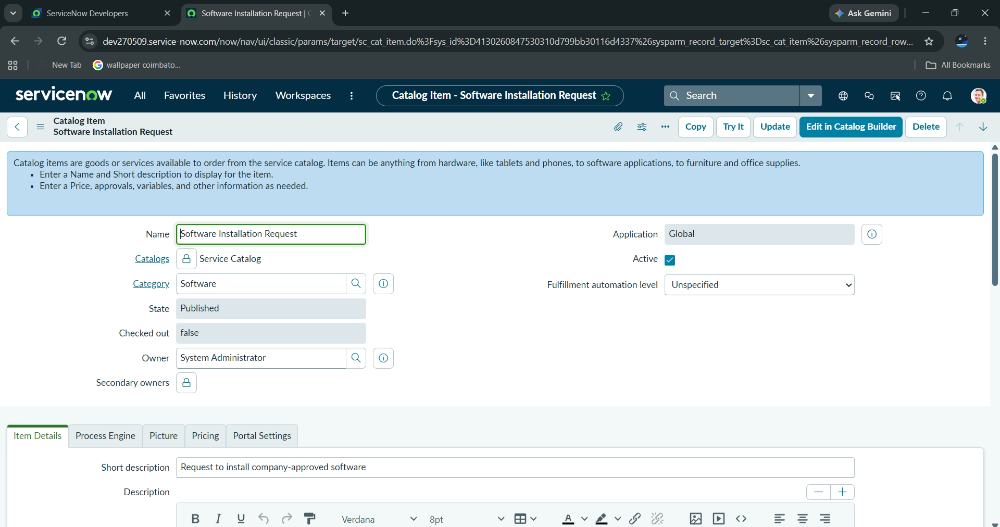 ServiceNow Developers
Software Installation Request |
Ask Gemini
dev270509.service-now.com/now/nav/ui/classic/params/target/sc_cat_item.do%3Fsys_id%3D4130260847530310d799bb30116d4337%26sysparm_record_target%3Dsc_cat_item%26sysparm_record_row...
New Tab
wallpaper coimbato...
All Bookmarks
servicenow
All
Favorites
History
Workspaces
Catalog Item - Software Installation Request
Search
Catalog Item
Software Installation Request
Copy
Try It
Update
Edit in Catalog Builder
Delete
Catalog items are goods or services available to order from the service catalog. Items can be anything from hardware, like tablets and phones, to software applications, to furniture and office supplies.
• Enter a Name and Short description to display for the item.
• Enter a Price, approvals, variables, and other information as needed.
Name
Software Installation Request
Application
Global
Catalogs
Service Catalog
Active
Category
Software
Fulfillment automation level
Unspecified
State
Published
Checked out
false
Owner
System Administrator
Secondary owners
Item Details
Process Engine
Picture
Pricing
Portal Settings
Short description
Request to install company-approved software
Description
B
I
U
Verdana
8pt
A